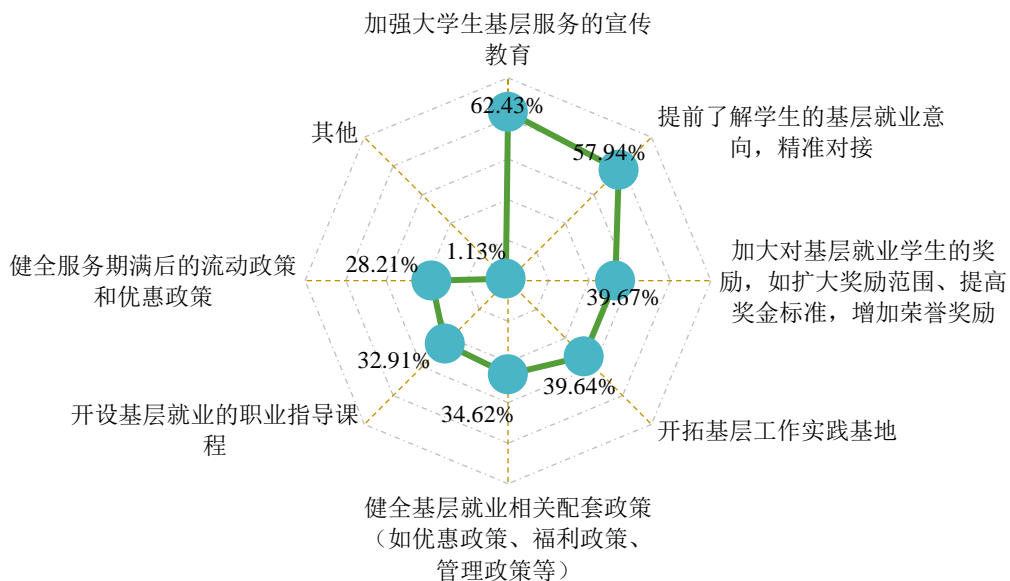 加强大学生基层服务的宣传
教育
62.43%
提前了解学生的基层就业意
向，精准对接
57.94%
加大对基层就业学生的奖
励，如扩大奖励范围、提高
奖金标准，增加荣誉奖励
39.67%
开拓基层工作实践基地
39.64%
健全基层就业相关配套政策
（如优惠政策、福利政策、
管理政策等）
34.62%
开设基层就业的职业指导课
程
32.91%
健全服务期满后的流动政策
和优惠政策
28.21%
其他
1.13%